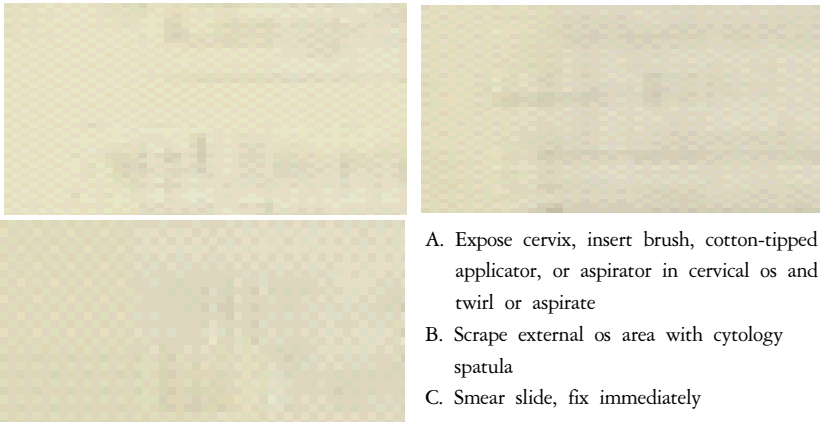 A. Expose cervix, insert brush, cotton-tipped
applicator, or aspirator in cervical os and
twirl or aspirate
B. Scrape external os area with cytology
spatula
C. Smear slide, fix immediately